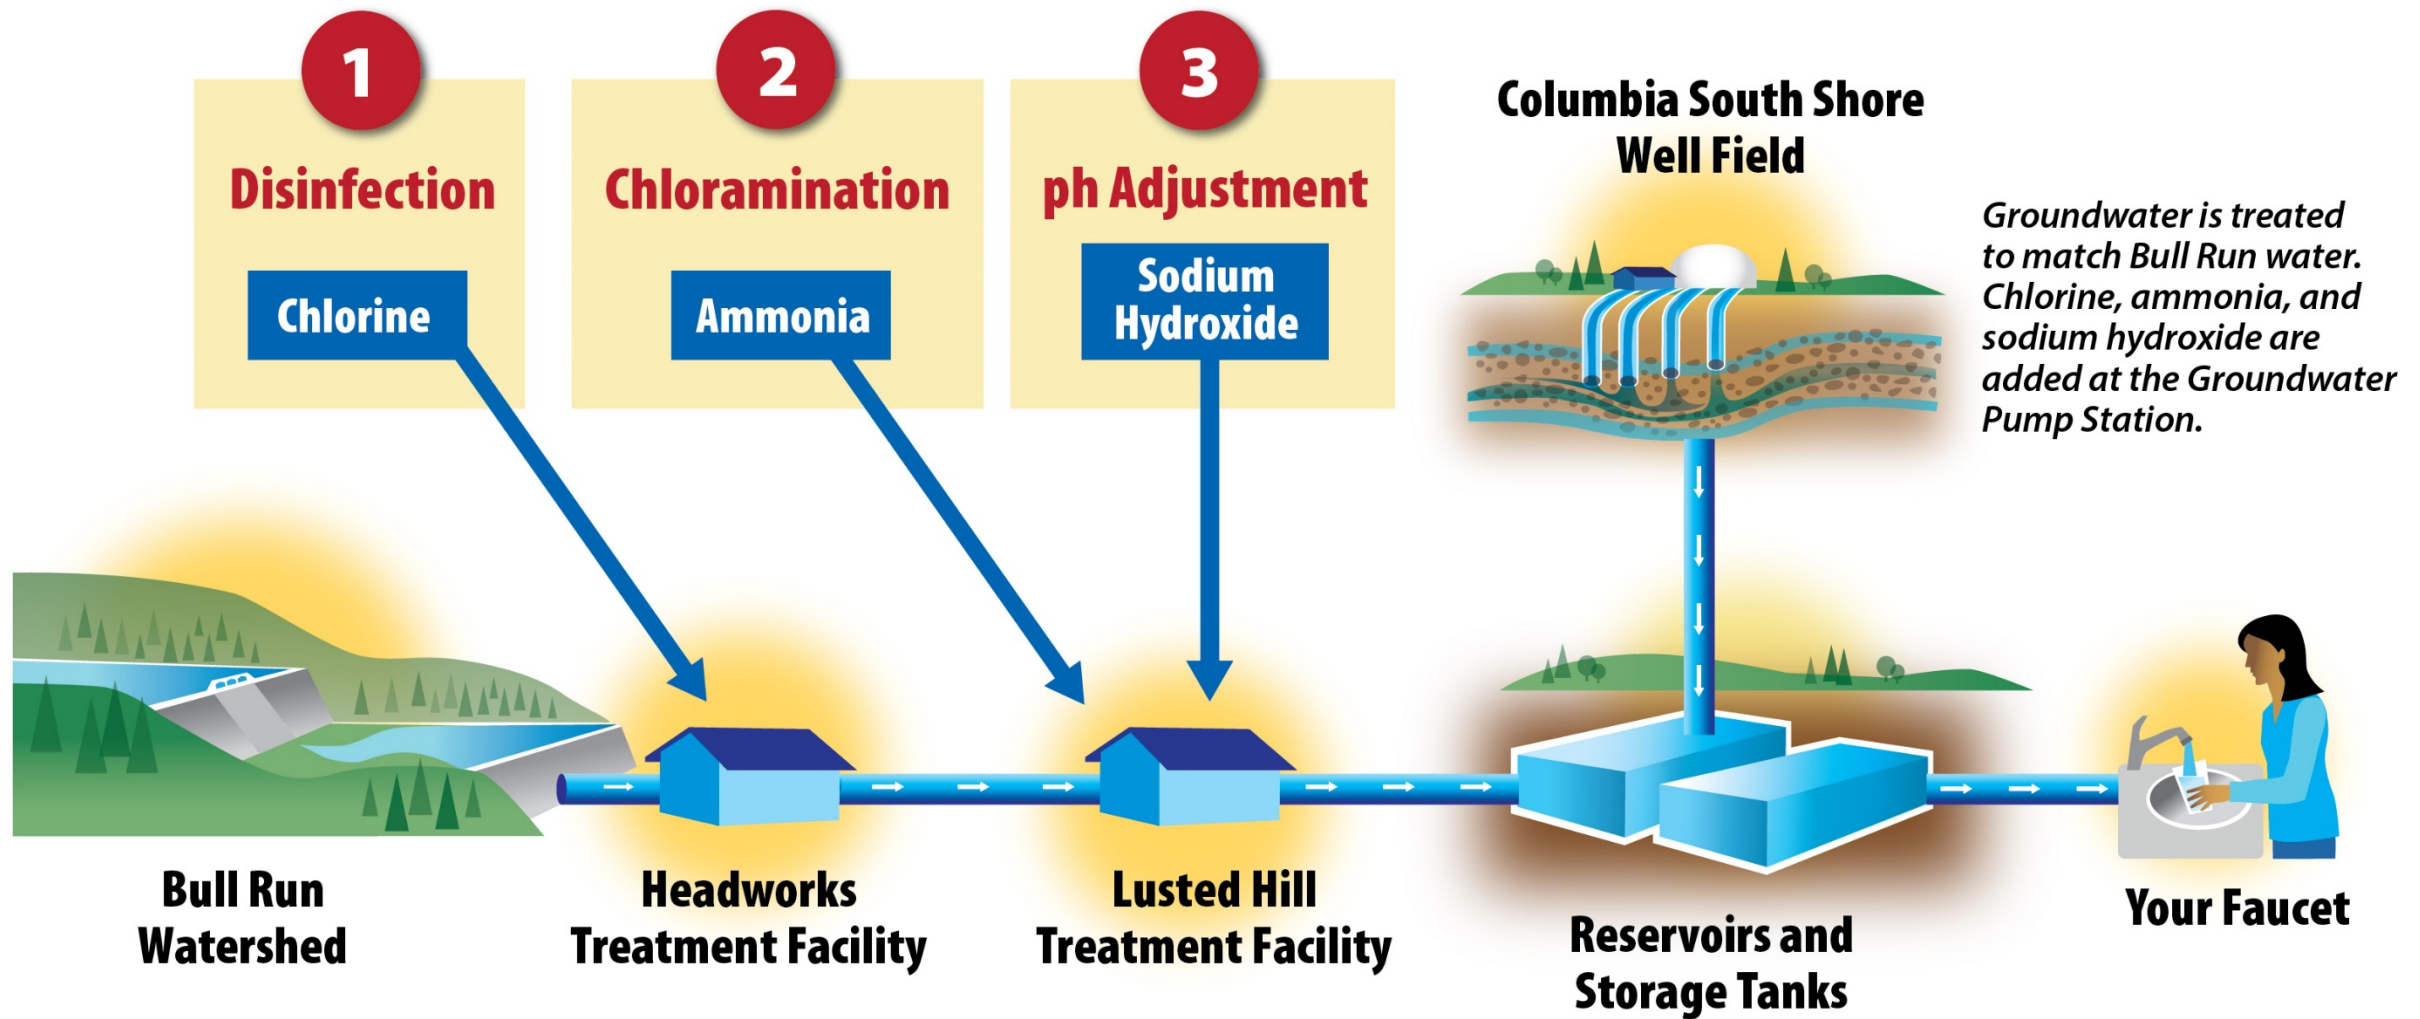 1
Disinfection
Chlorine
2
Chloramination
Ammonia
3
ph Adjustment
Sodium
Hydroxide
Columbia South Shore
Well Field
Groundwater is treated
to match Bull Run water.
Chlorine, ammonia, and
sodium hydroxide are
added at the Groundwater
Pump Station.
Bull Run
Watershed
Headworks
Treatment Facility
Lusted Hill
Treatment Facility
Reservoirs and
Storage Tanks
Your Faucet